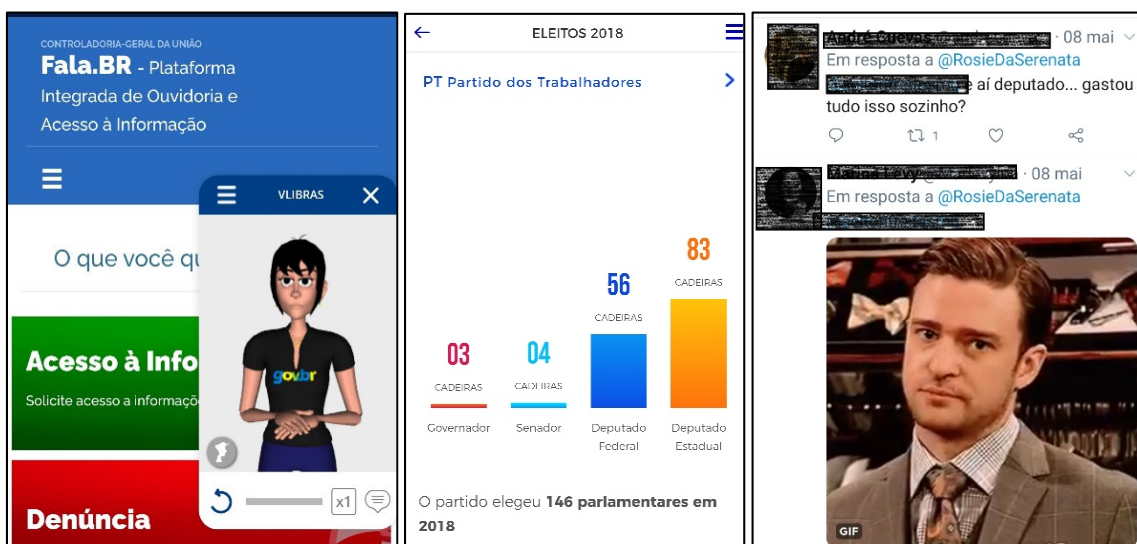 CONTROLADORIA-GERAL DA UNIÃO
Fala.BR - Plataforma
Integrada de Ouvidoria e
Acesso à Informação
VLIBRAS
O que você qu
Acesso à Info
Solicite acesso a informaçõ
gov.br
x1
Denúncia
ELEITOS 2018
PT Partido dos Trabalhadores
83
CADEIRAS
56
CADEIRAS
03
CADEIRAS
04
CADEIRAS
Governador
Senador
Deputado
Federal
Deputado
Estadual
O partido elegeu 146 parlamentares em
2018
· 08 mai
Em resposta a @RosieDaSerenata
e aí deputado... gastou
tudo isso sozinho?
1
· 08 mai
Em resposta a @RosieDaSerenata
GIF